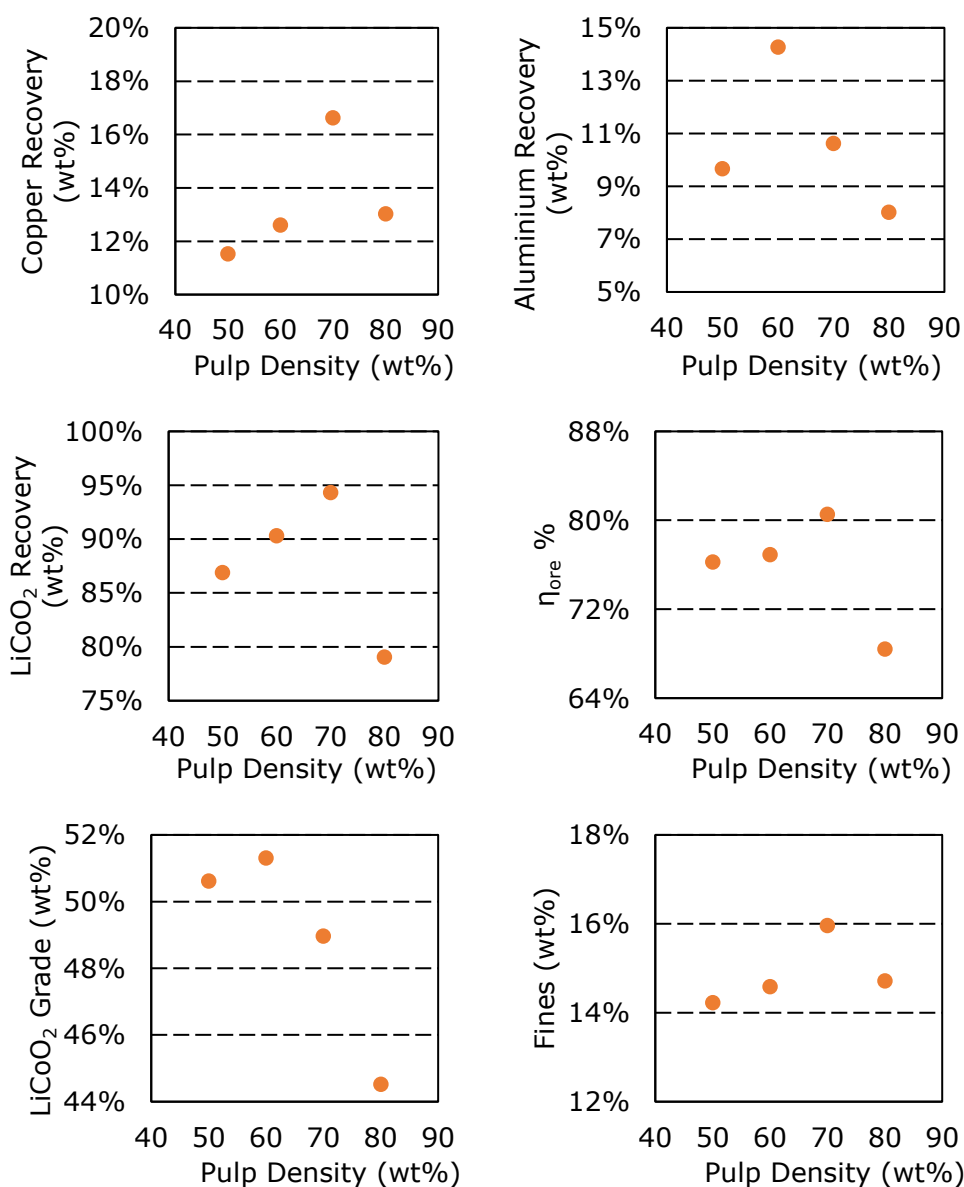 Copper Recovery
(wt%)
20%
18%
16%
14%
12%
10%
40 50 60 70 80 90
Pulp Density (wt%)
Aluminium Recovery
(wt%)
15%
13%
11%
9%
7%
5%
40 50 60 70 80 90
Pulp Density (wt%)
LiCoO₂ Recovery
(wt%)
100%
95%
90%
85%
80%
75%
40 50 60 70 80 90
Pulp Density (wt%)
ηore %
88%
80%
72%
64%
40 50 60 70 80 90
Pulp Density (wt%)
LiCoO₂ Grade (wt%)
52%
50%
48%
46%
44%
40 50 60 70 80 90
Pulp Density (wt%)
Fines (wt%)
18%
16%
14%
12%
40 50 60 70 80 90
Pulp Density (wt%)